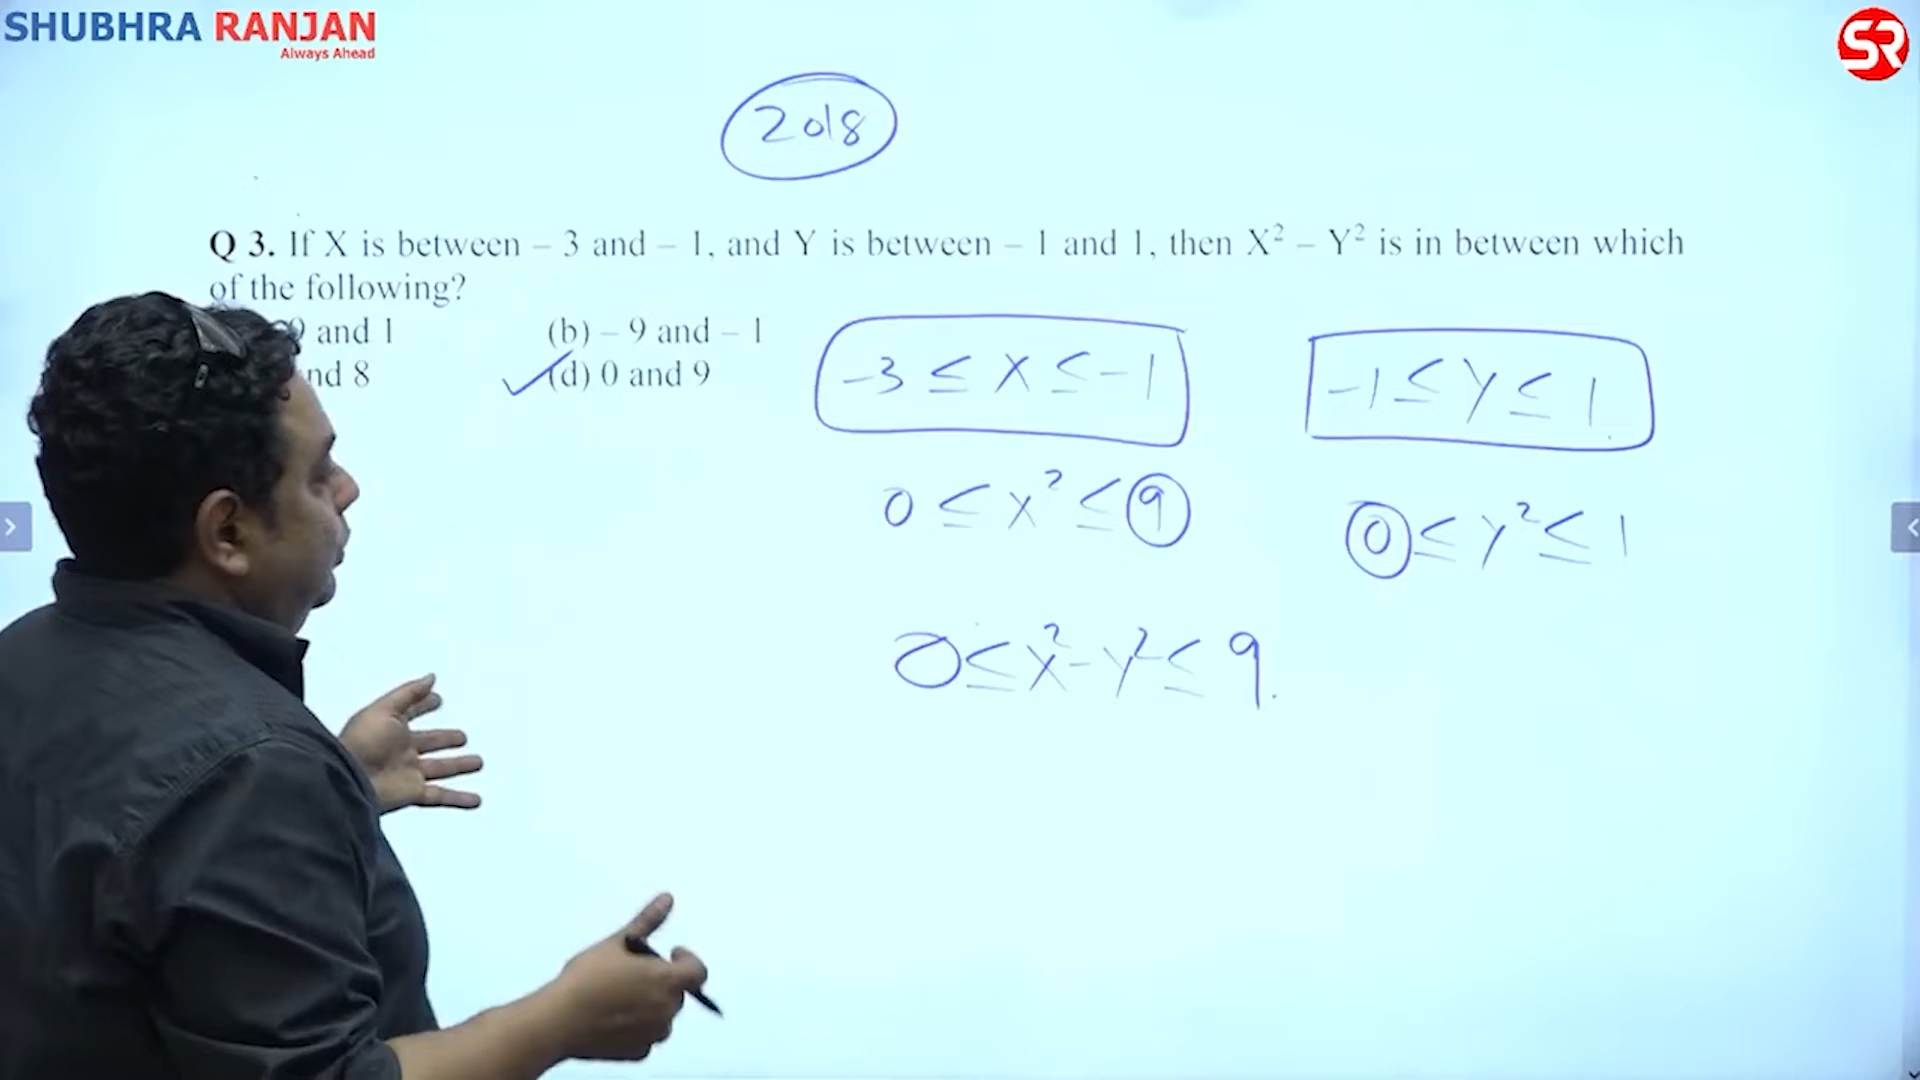 SHUBHRA RANJAN
Always Ahead
SR
2018
Q 3. If X is between – 3 and – 1, and Y is between – 1 and 1, then X² – Y² is in between which
of the following?
9 and 1 (b) – 9 and – 1
nd 8 (d) 0 and 9
-3 ≤ X ≤ -1
-1 ≤ Y ≤ 1
0 ≤ X² ≤ 9
0 ≤ Y² ≤ 1
0 ≤ X² - Y² ≤ 9